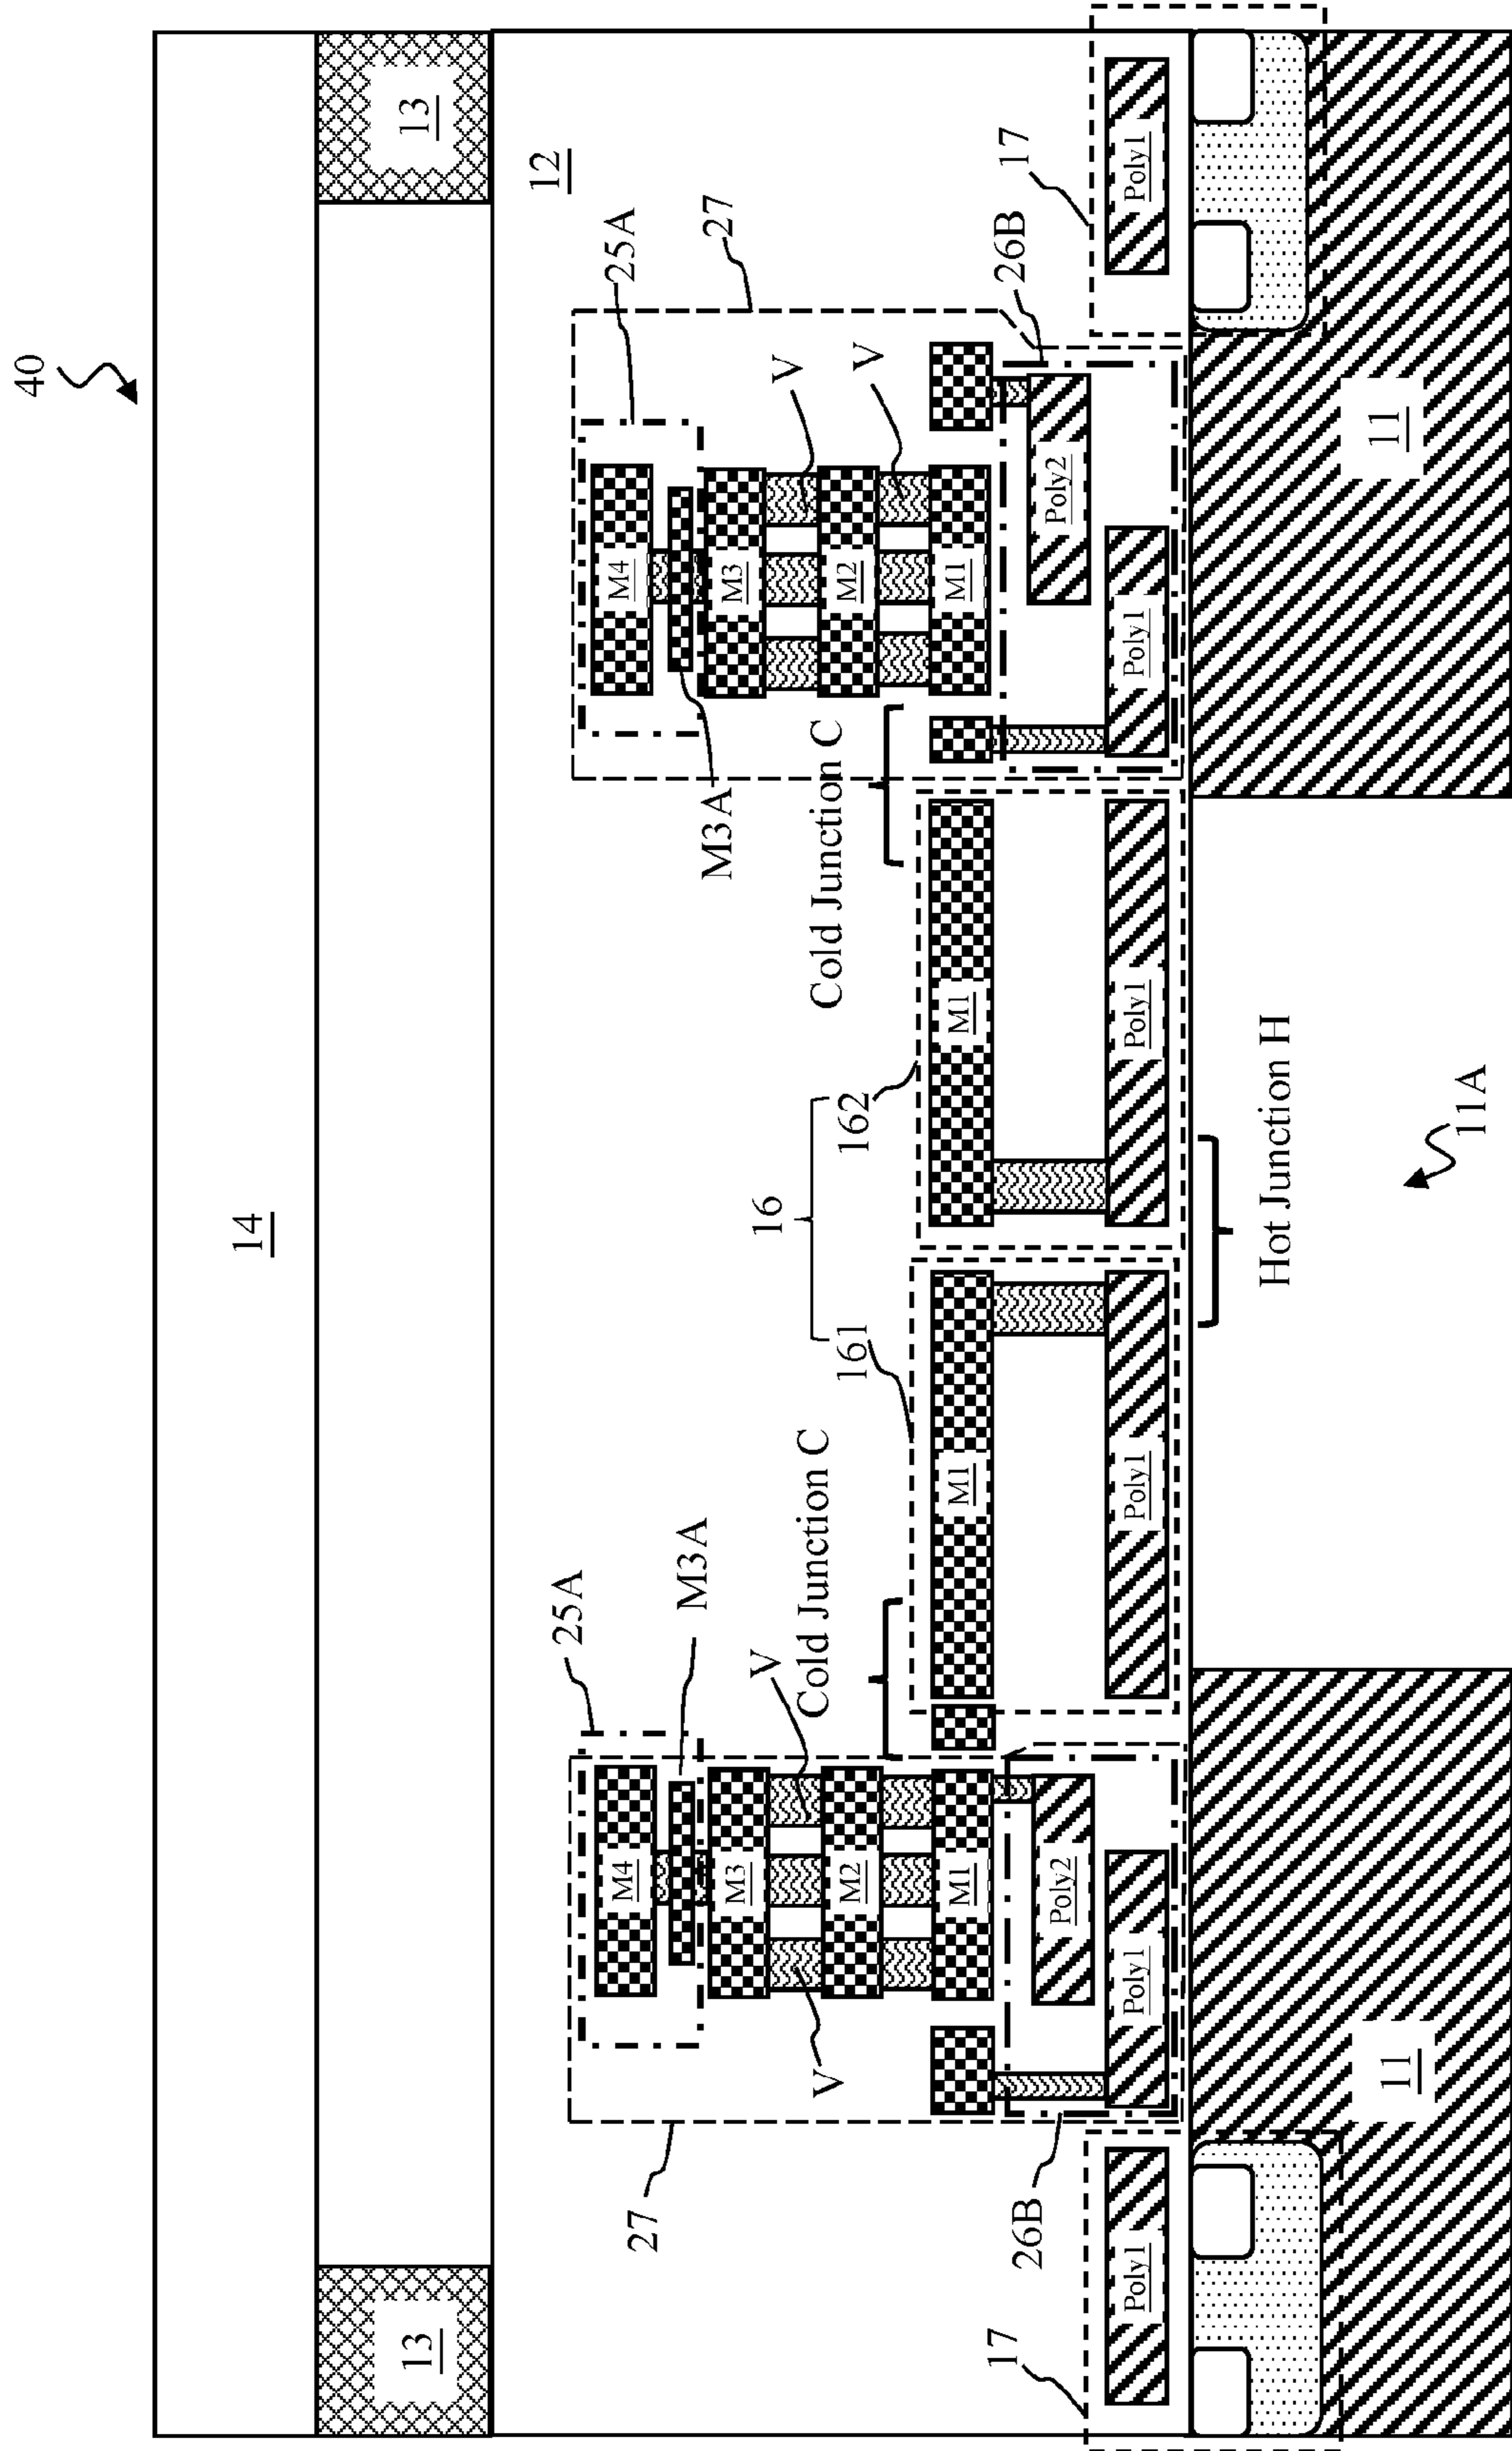 40
14
13
13
12
25A
25A
27
27
M4
M4
M3A
M3A
M3
M3
V
V
V
V
M2
M2
M1
M1
Cold Junction C
Cold Junction C
16
161
162
M1
M1
26B
26B
Poly2
Poly2
17
17
Poly1
Poly1
Poly1
Poly1
Poly1
Poly1
Hot Junction H
11
11
11A